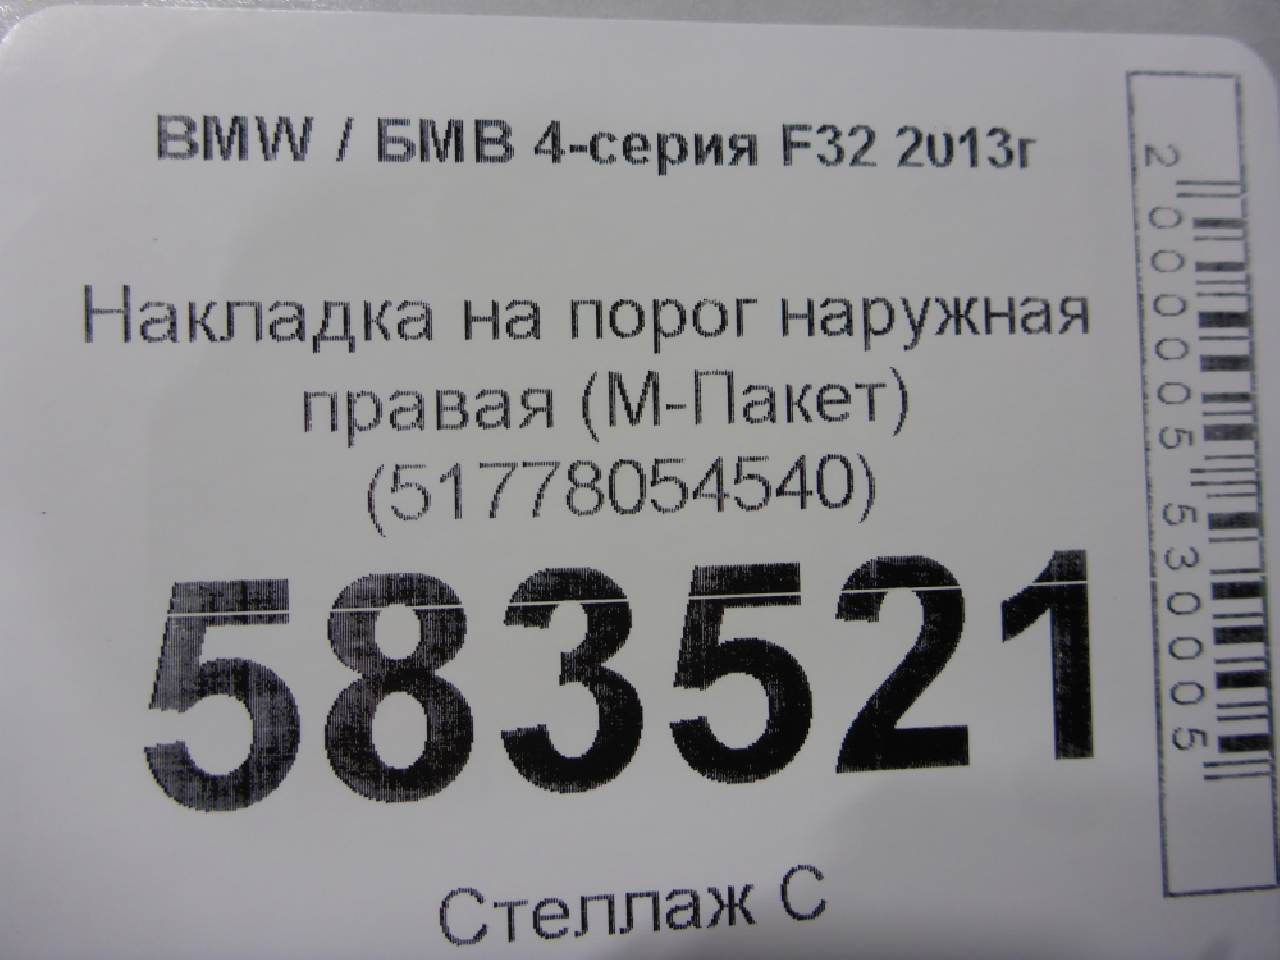 BMW / БМВ 4-серия F32 2013г
Накладка на порог наружная
правая (М-Пакет)
(51778054540)
583521
Стеллаж С
2000005530005